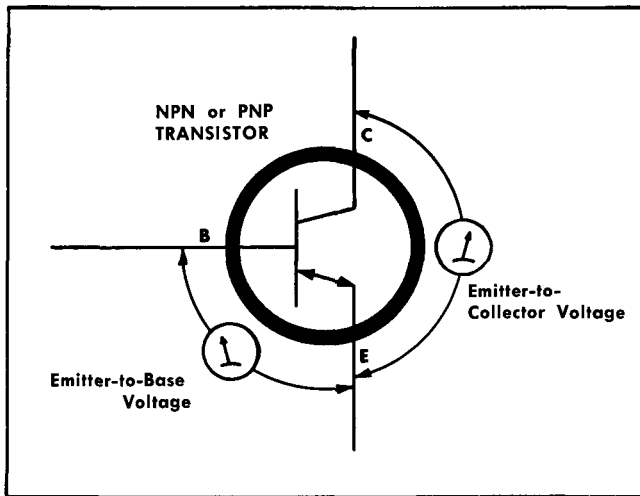 NPN or PNP
TRANSISTOR
C
B
Emitter-to-
Collector Voltage
E
Emitter-to-Base
Voltage